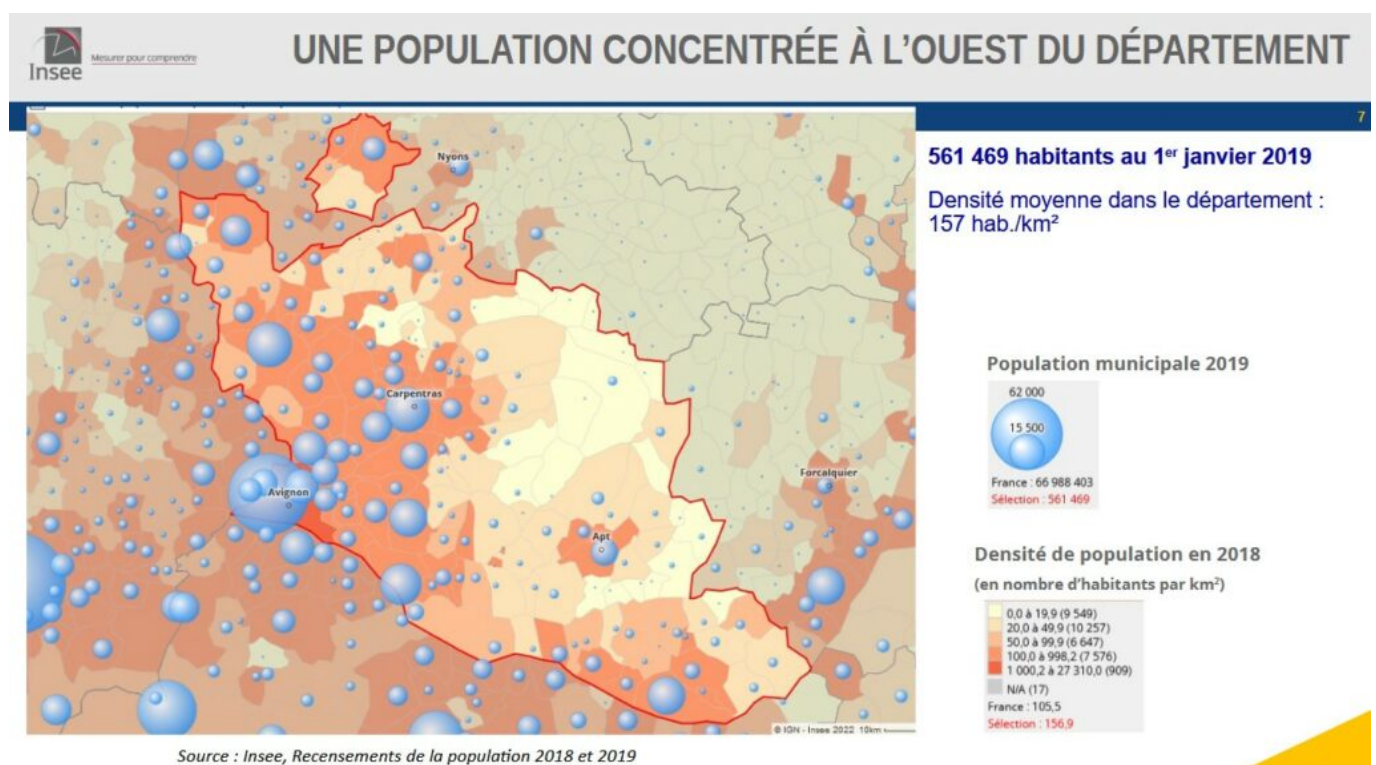 Insee
Mesurer pour comprendre
UNE POPULATION CONCENTRÉE À L'OUEST DU DÉPARTEMENT
7
561 469 habitants au 1er janvier 2019
Densité moyenne dans le département :
157 hab./km²
Nyons
Carpentras
Avignon
Apt
Forcalquier
© IGN - Insee 2022 10km
Population municipale 2019
62 000
15 500
France : 66 988 403
Sélection : 561 469
Densité de population en 2018
(en nombre d'habitants par km²)
0,0 à 19,9 (9 549)
20,0 à 49,9 (10 257)
50,0 à 99,9 (6 647)
100,0 à 998,2 (7 576)
1 000,2 à 27 310,0 (909)
N/A (17)
France : 105,5
Sélection : 156,9
Source : Insee, Recensements de la population 2018 et 2019